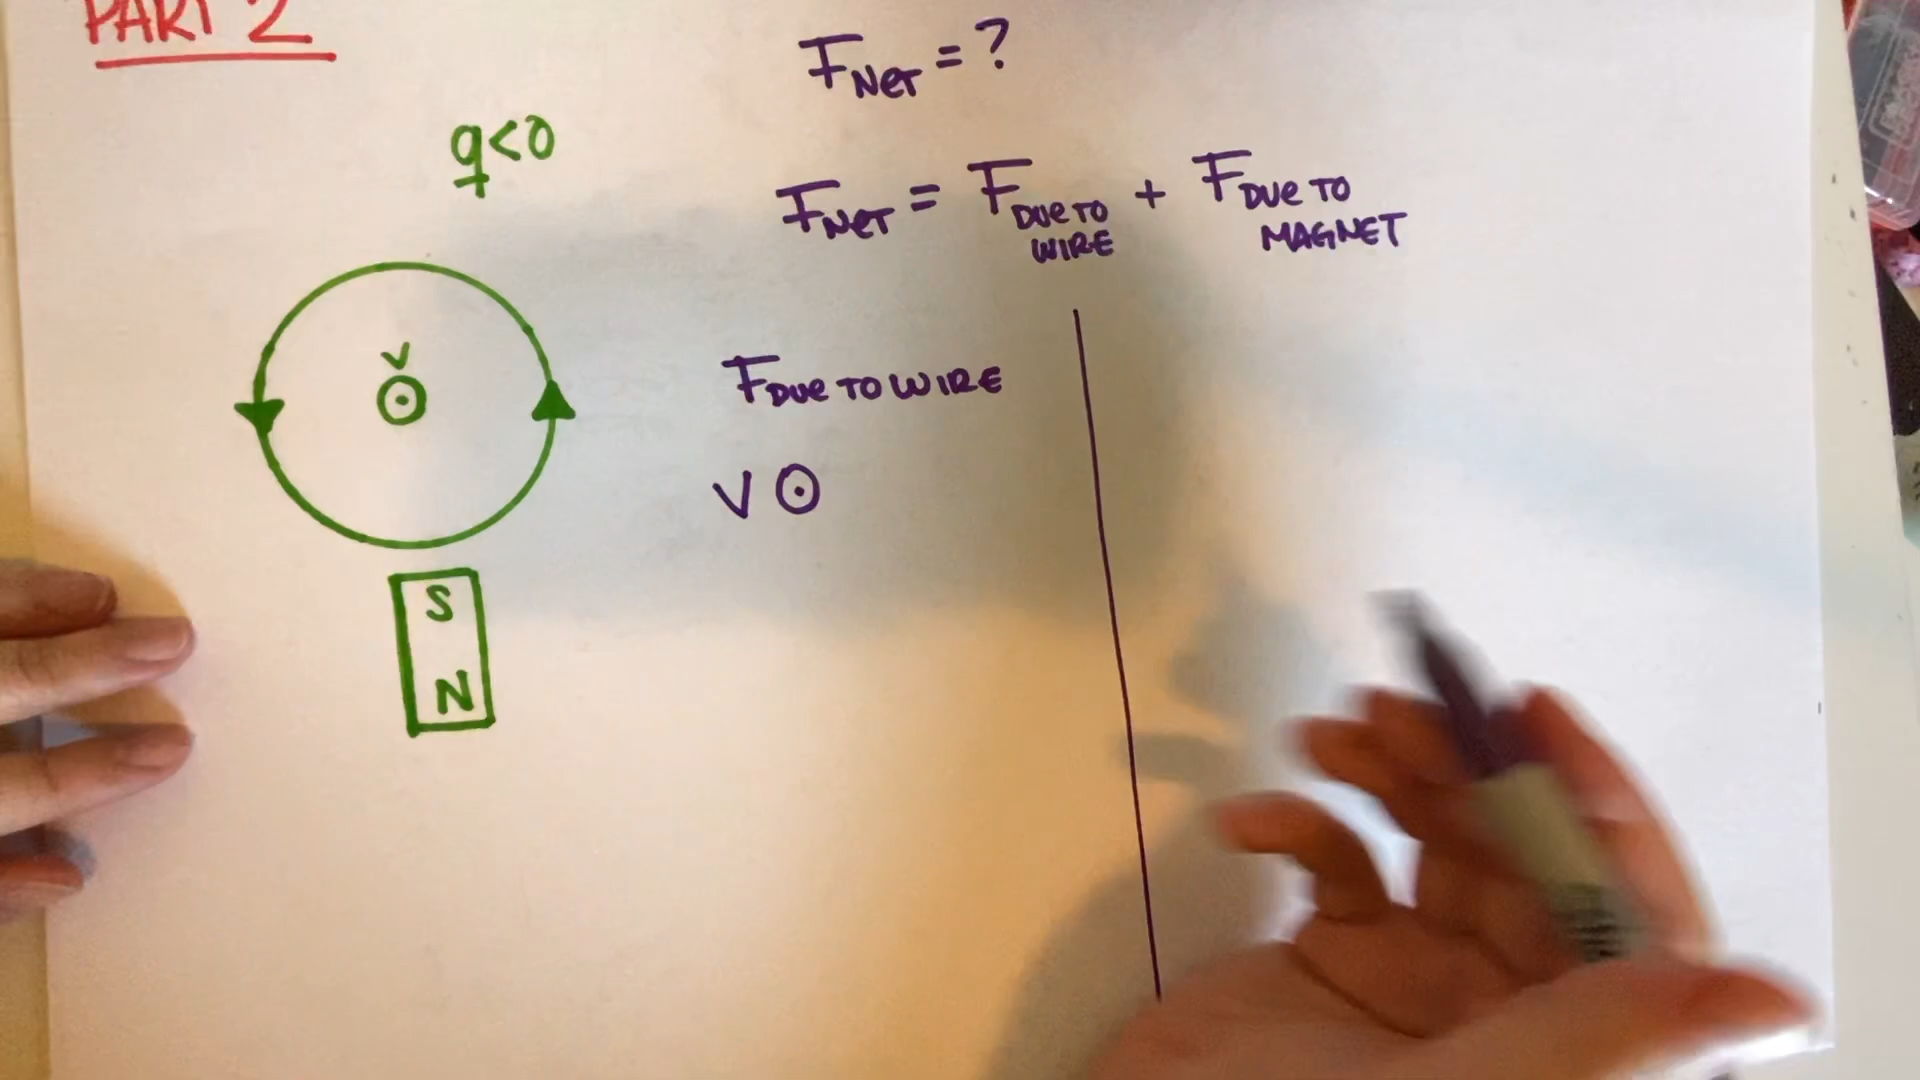 PART 2
F_NET = ?
q<0
F_NET = F_DUE TO WIRE + F_DUE TO MAGNET
V
F_DUE TO WIRE
V ⊙
S
N